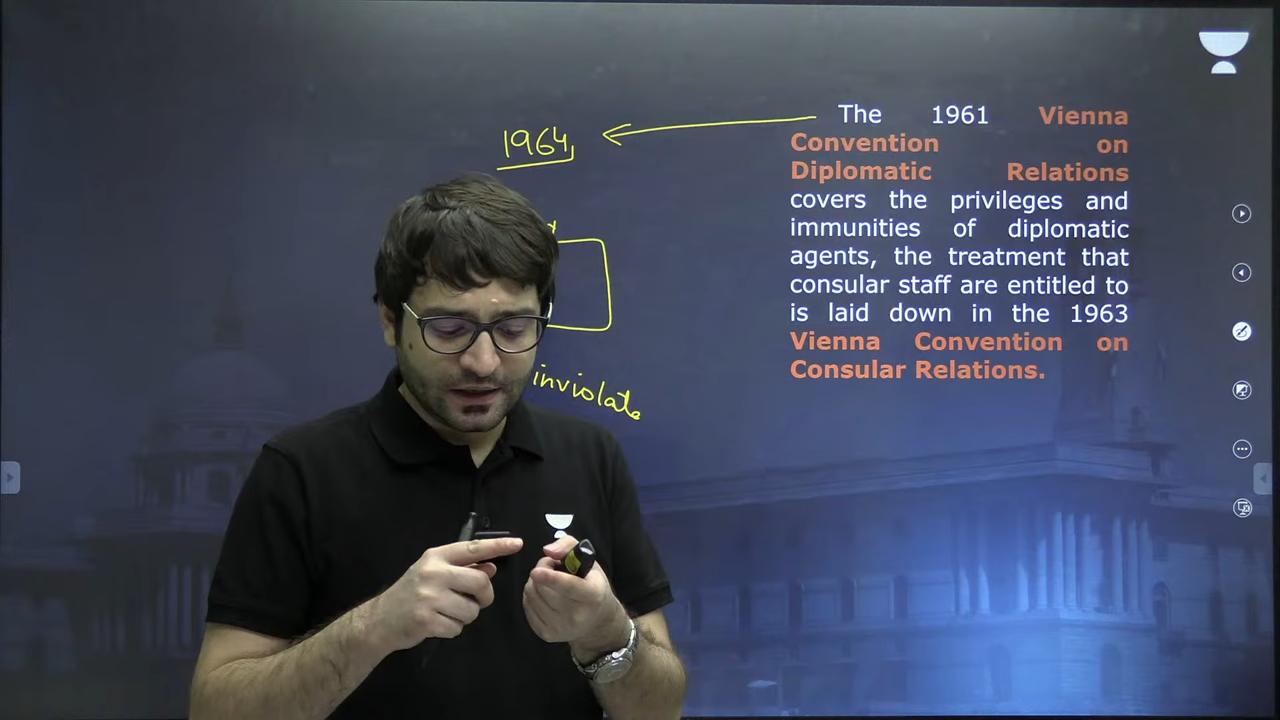 1964,
The 1961 Vienna
Convention on
Diplomatic Relations
covers the privileges and
immunities of diplomatic
agents, the treatment that
consular staff are entitled to
is laid down in the 1963
Vienna Convention on
Consular Relations.
inviolate